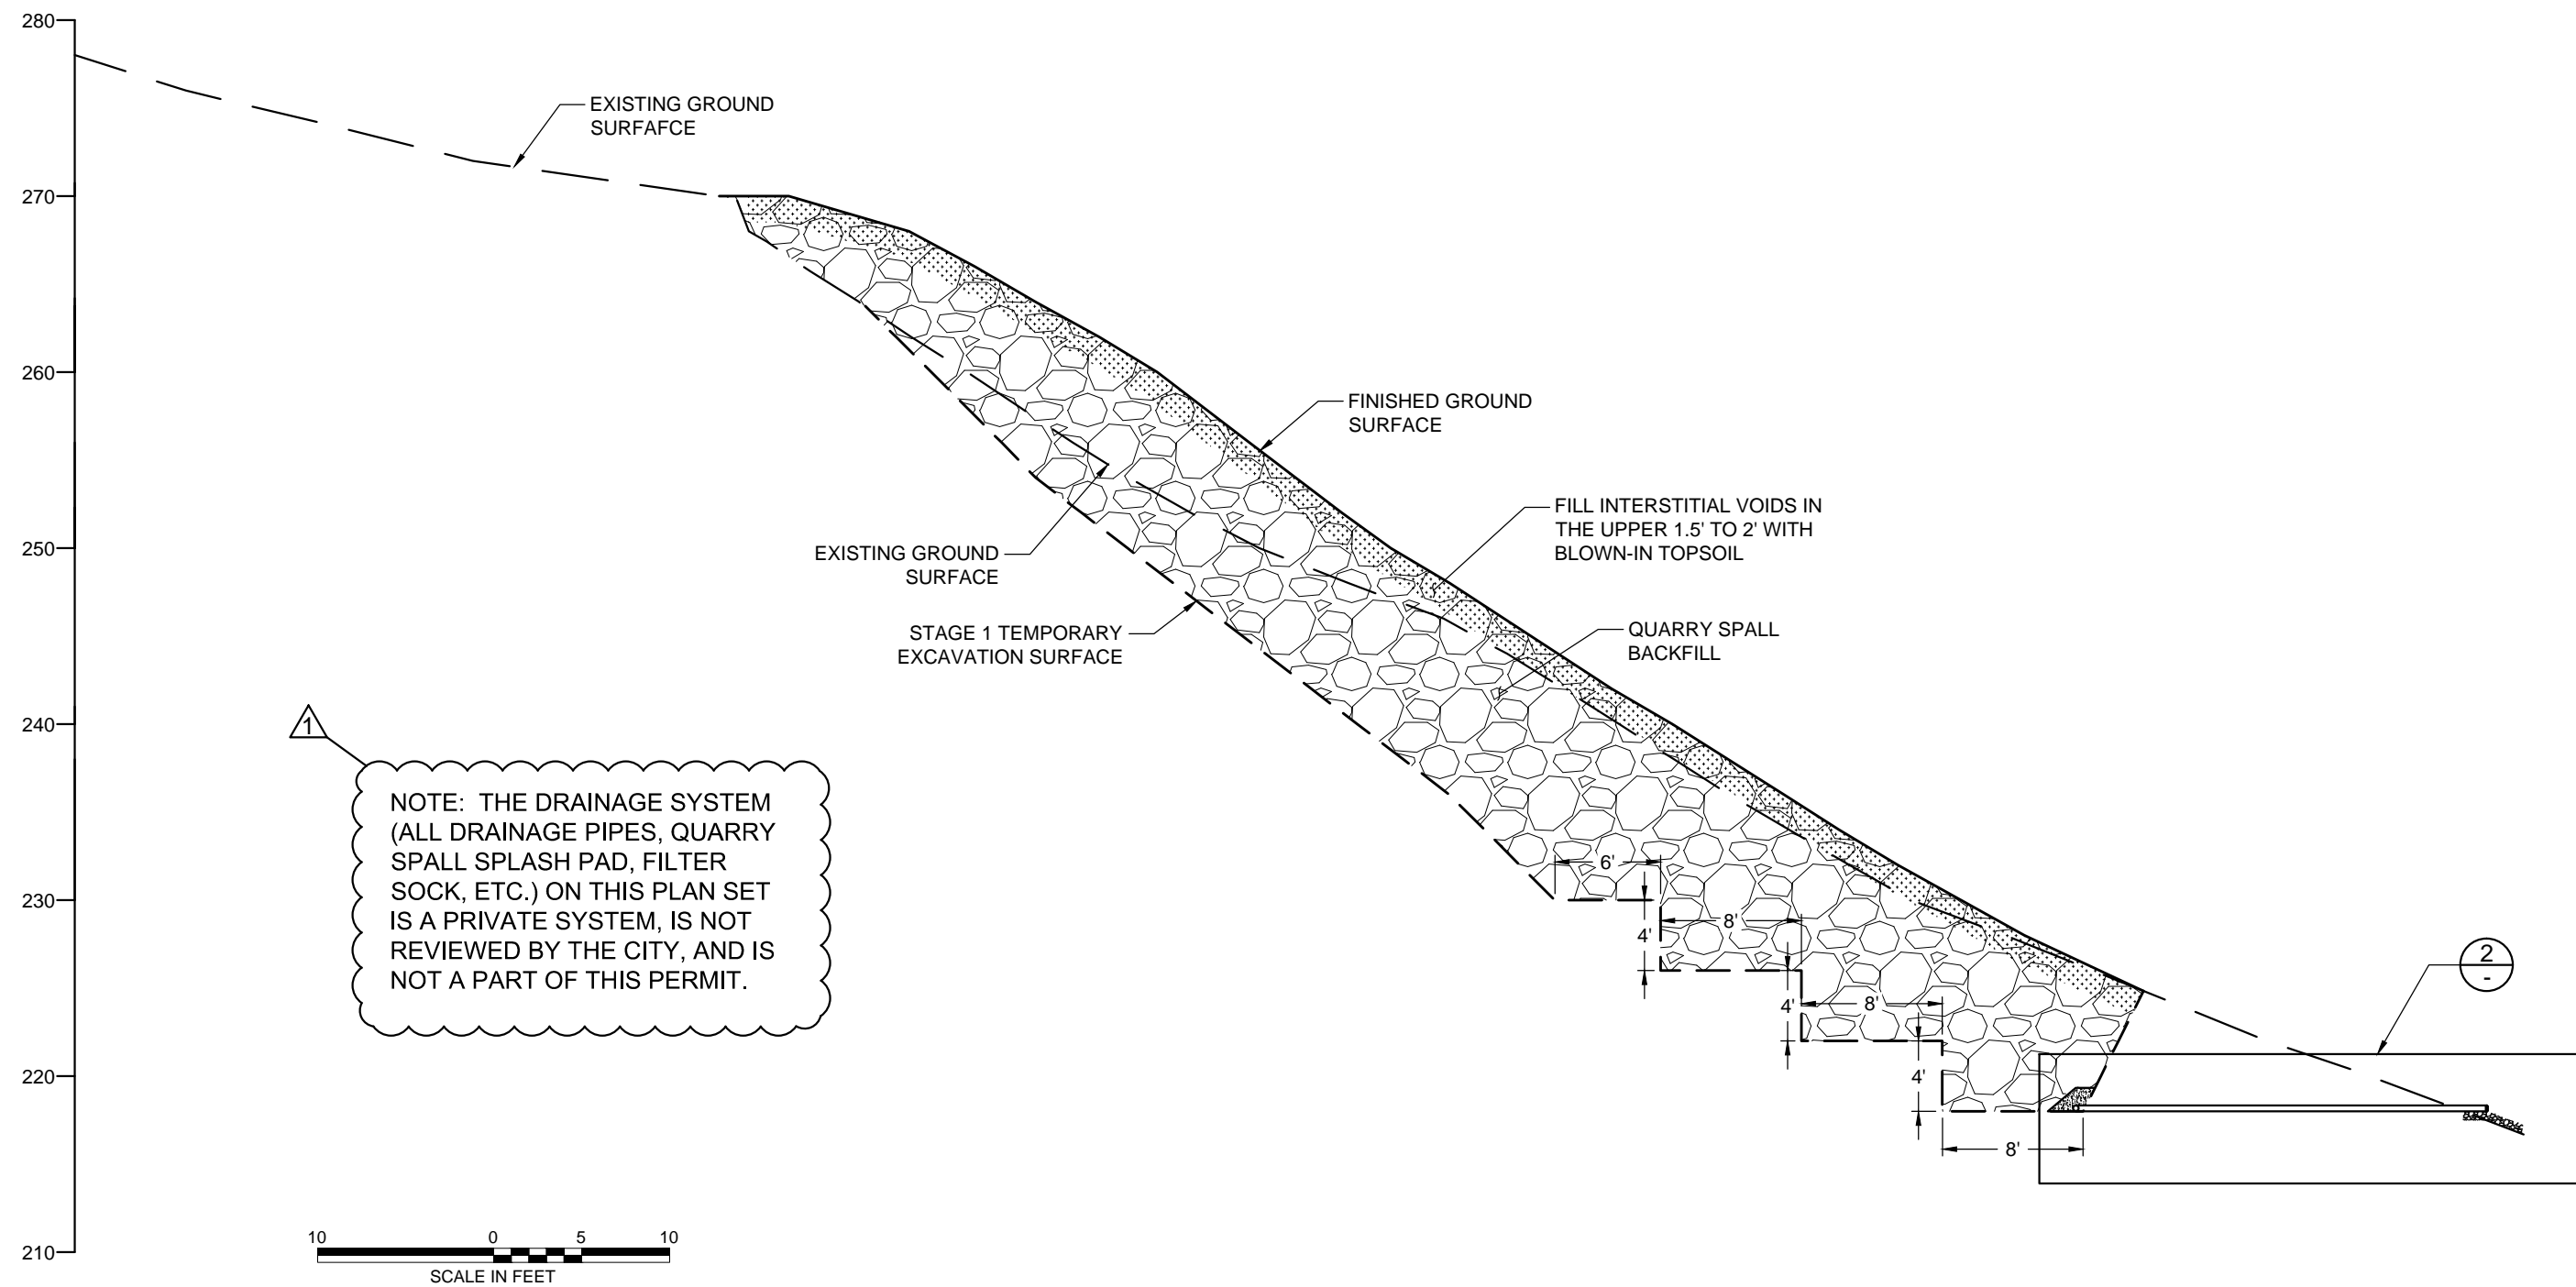 280
270
260
250
240
230
220
210
EXISTING GROUND
SURFAFCE
FINISHED GROUND
SURFACE
FILL INTERSTITIAL VOIDS IN
THE UPPER 1.5' TO 2' WITH
BLOWN-IN TOPSOIL
EXISTING GROUND
SURFACE
STAGE 1 TEMPORARY
EXCAVATION SURFACE
QUARRY SPALL
BACKFILL
1
NOTE:  THE DRAINAGE SYSTEM
(ALL DRAINAGE PIPES, QUARRY
SPALL SPLASH PAD, FILTER
SOCK, ETC.) ON THIS PLAN SET
IS A PRIVATE SYSTEM, IS NOT
REVIEWED BY THE CITY, AND IS
NOT A PART OF THIS PERMIT.
6'
4'
8'
4'
8'
4'
8'
2
-
10 0 5 10
SCALE IN FEET